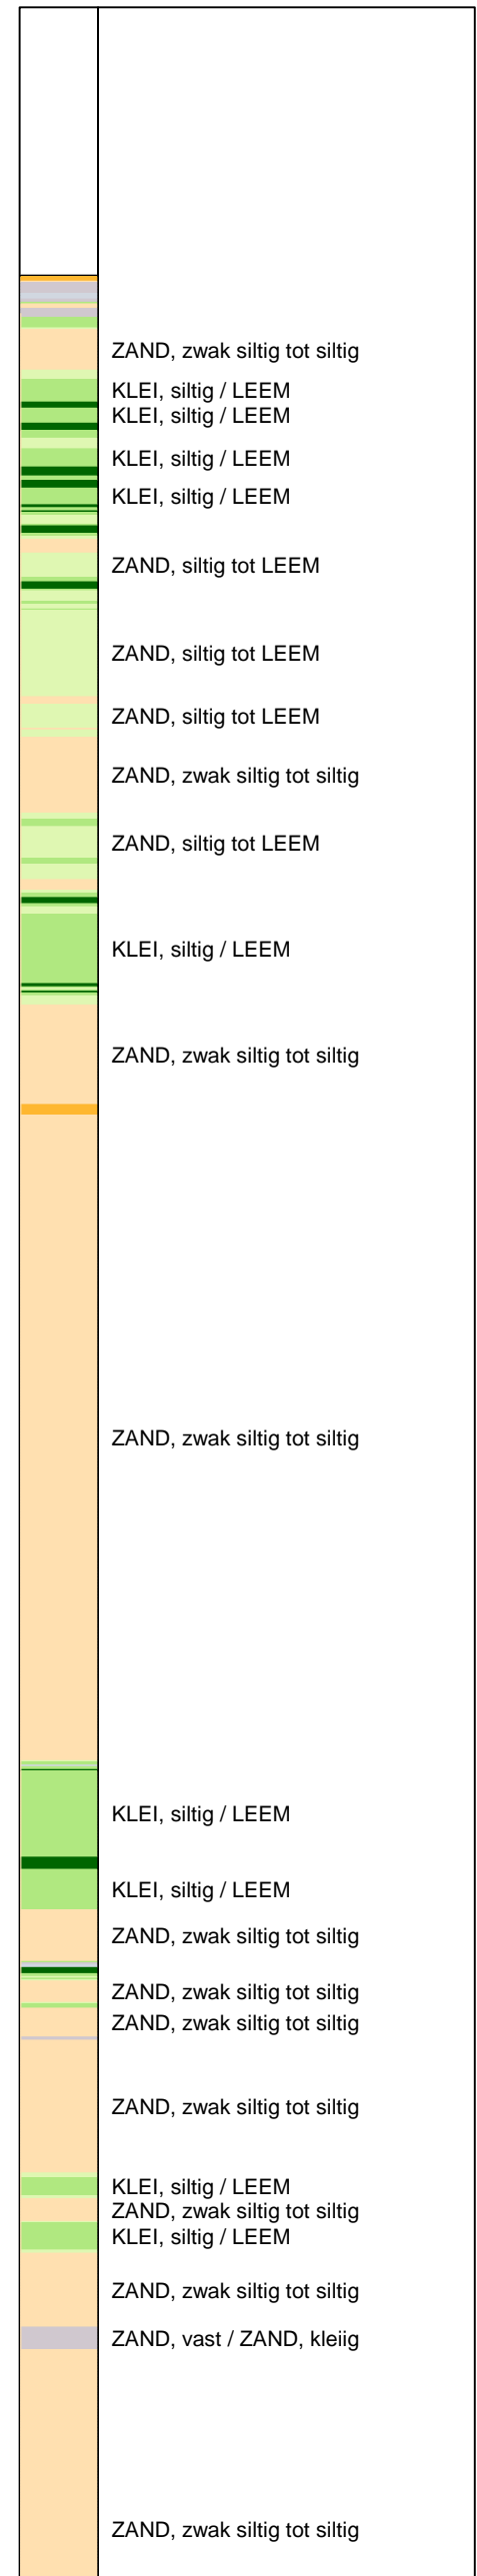 ZAND, zwak siltig tot siltig
KLEI, siltig / LEEM
KLEI, siltig / LEEM
KLEI, siltig / LEEM
KLEI, siltig / LEEM
ZAND, siltig tot LEEM
ZAND, siltig tot LEEM
ZAND, siltig tot LEEM
ZAND, zwak siltig tot siltig
ZAND, siltig tot LEEM
KLEI, siltig / LEEM
ZAND, zwak siltig tot siltig
ZAND, zwak siltig tot siltig
KLEI, siltig / LEEM
KLEI, siltig / LEEM
ZAND, zwak siltig tot siltig
ZAND, zwak siltig tot siltig
ZAND, zwak siltig tot siltig
ZAND, zwak siltig tot siltig
KLEI, siltig / LEEM
ZAND, zwak siltig tot siltig
KLEI, siltig / LEEM
ZAND, zwak siltig tot siltig
ZAND, vast / ZAND, kleiig
ZAND, zwak siltig tot siltig